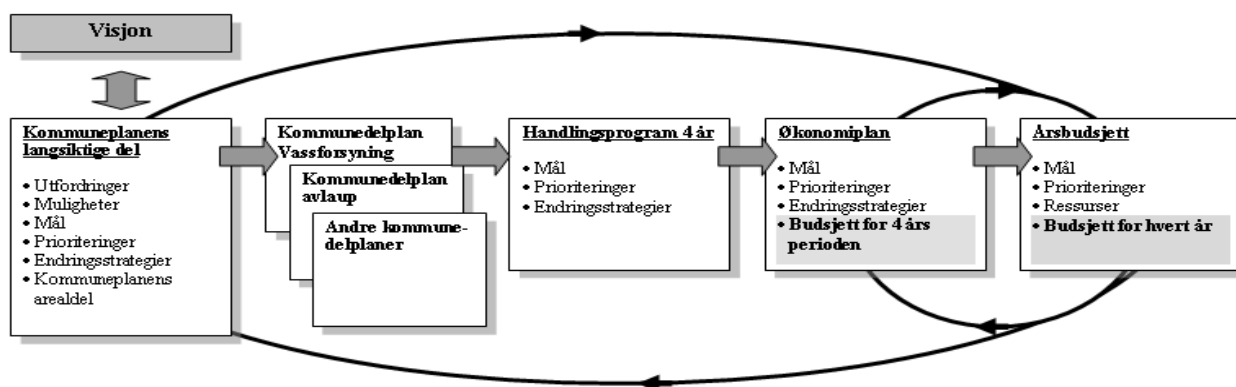 Visjon
Kommuneplanens
langsiktige del
• Utfordringer
• Muligheter
• Mål
• Prioriteringer
• Endringsstrategier
• Kommuneplanens
arealdel
Kommunedelplan
Vassforsyning
Kommunedelplan
avlaup
Andre kommune-
delplaner
Handlingsprogram 4 år
• Mål
• Prioriteringer
• Endringsstrategier
Økonomiplan
• Mål
• Prioriteringer
• Endringsstrategier
• Budsjett for 4 års
perioden
Årsbudsjett
• Mål
• Prioriteringer
• Ressurser
• Budsjett for hvert år